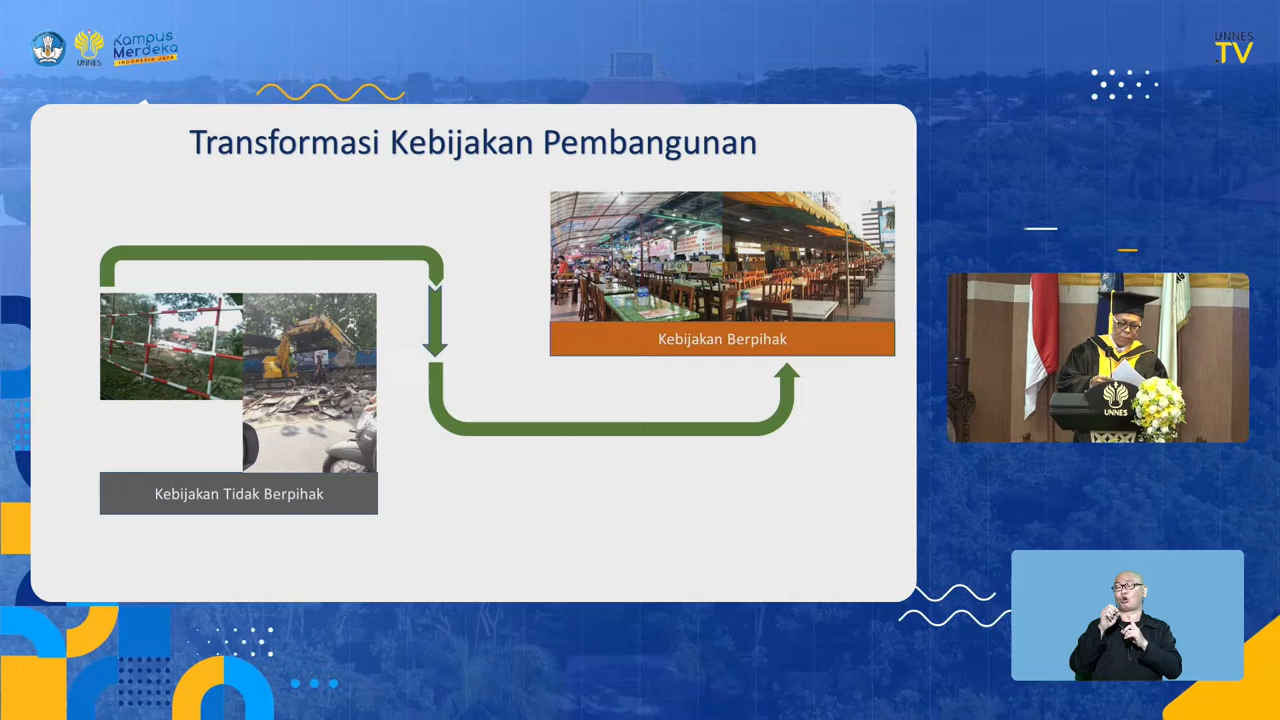 UNNES
Kampus
Merdeka
INDONESIA JAYA
UNNES
TV
Transformasi Kebijakan Pembangunan
Kebijakan Berpihak
Kebijakan Tidak Berpihak
UNNES